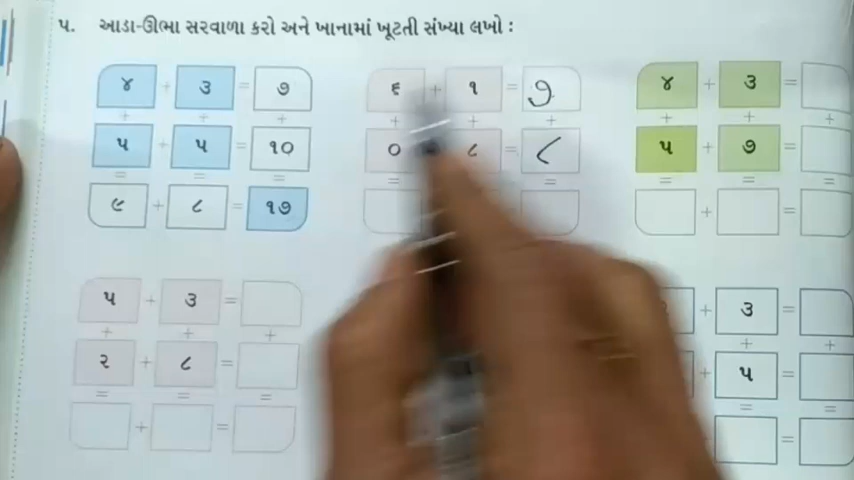 ૫. આડા-ઊભા સરવાળા કરો અને ખાનામાં ખૂટતી સંખ્યા લખો :
૪ + ૩ = ૭
+ + +
૫ + ૫ = ૧૦
= = =
૯ + ૮ = ૧૭
૬ + ૧ = ૭
+ + +
૦ ૮ = ૮
= =
=
૪ + ૩ =
+ + +
૫ + ૭ =
= = =
+ =
૫ + ૩ =
+ + +
૨ + ૮ =
= = =
+ =
+ ૩ =
+ +
+ ૫ =
= =
+ =